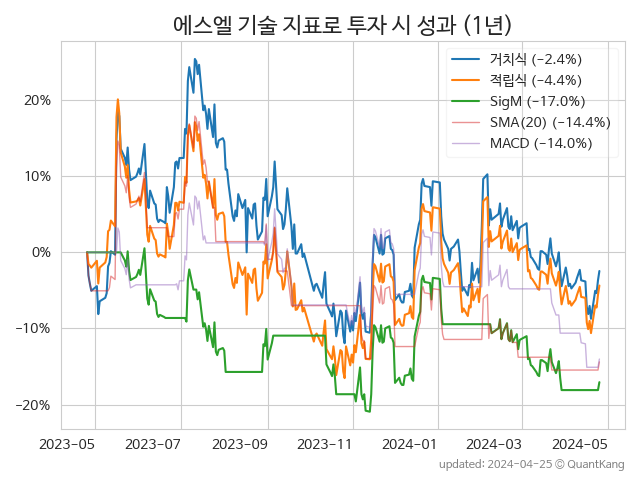 에스엘 기술 지표로 투자 시 성과 (1년)
거치식 (−2.4%)
적립식 (−4.4%)
SigM (−17.0%)
SMA(20) (−14.4%)
MACD (−14.0%)
20%
10%
0%
−10%
−20%
2023-05 2023-07 2023-09 2023-11 2024-01 2024-03 2024-05
updated: 2024-04-25 © QuantKang